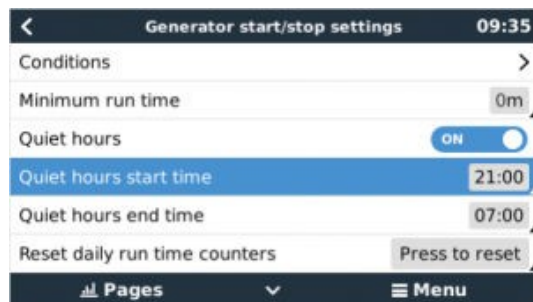 Generator start/stop settings 09:35
Conditions
Minimum run time 0m
Quiet hours ON
Quiet hours start time 21:00
Quiet hours end time 07:00
Reset daily run time counters Press to reset
Pages Menu